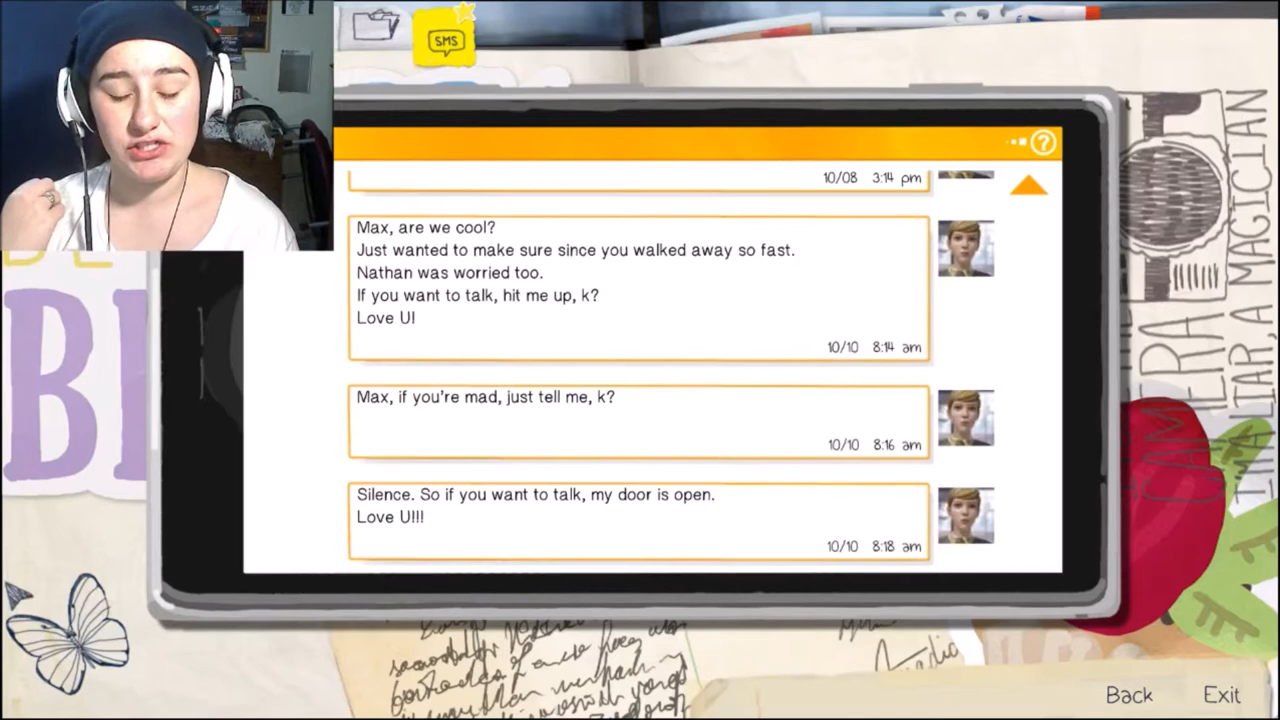 SMS
?
10/08 3:14 pm
Max, are we cool?
Just wanted to make sure since you walked away so fast.
Nathan was worried too.
If you want to talk, hit me up, k?
Love U!
10/10 8:14 am
Max, if you're mad, just tell me, k?
10/10 8:16 am
Silence. So if you want to talk, my door is open.
Love U!!!
10/10 8:18 am
CAMERA
LIAR, A MAGICIAN
Back Exit